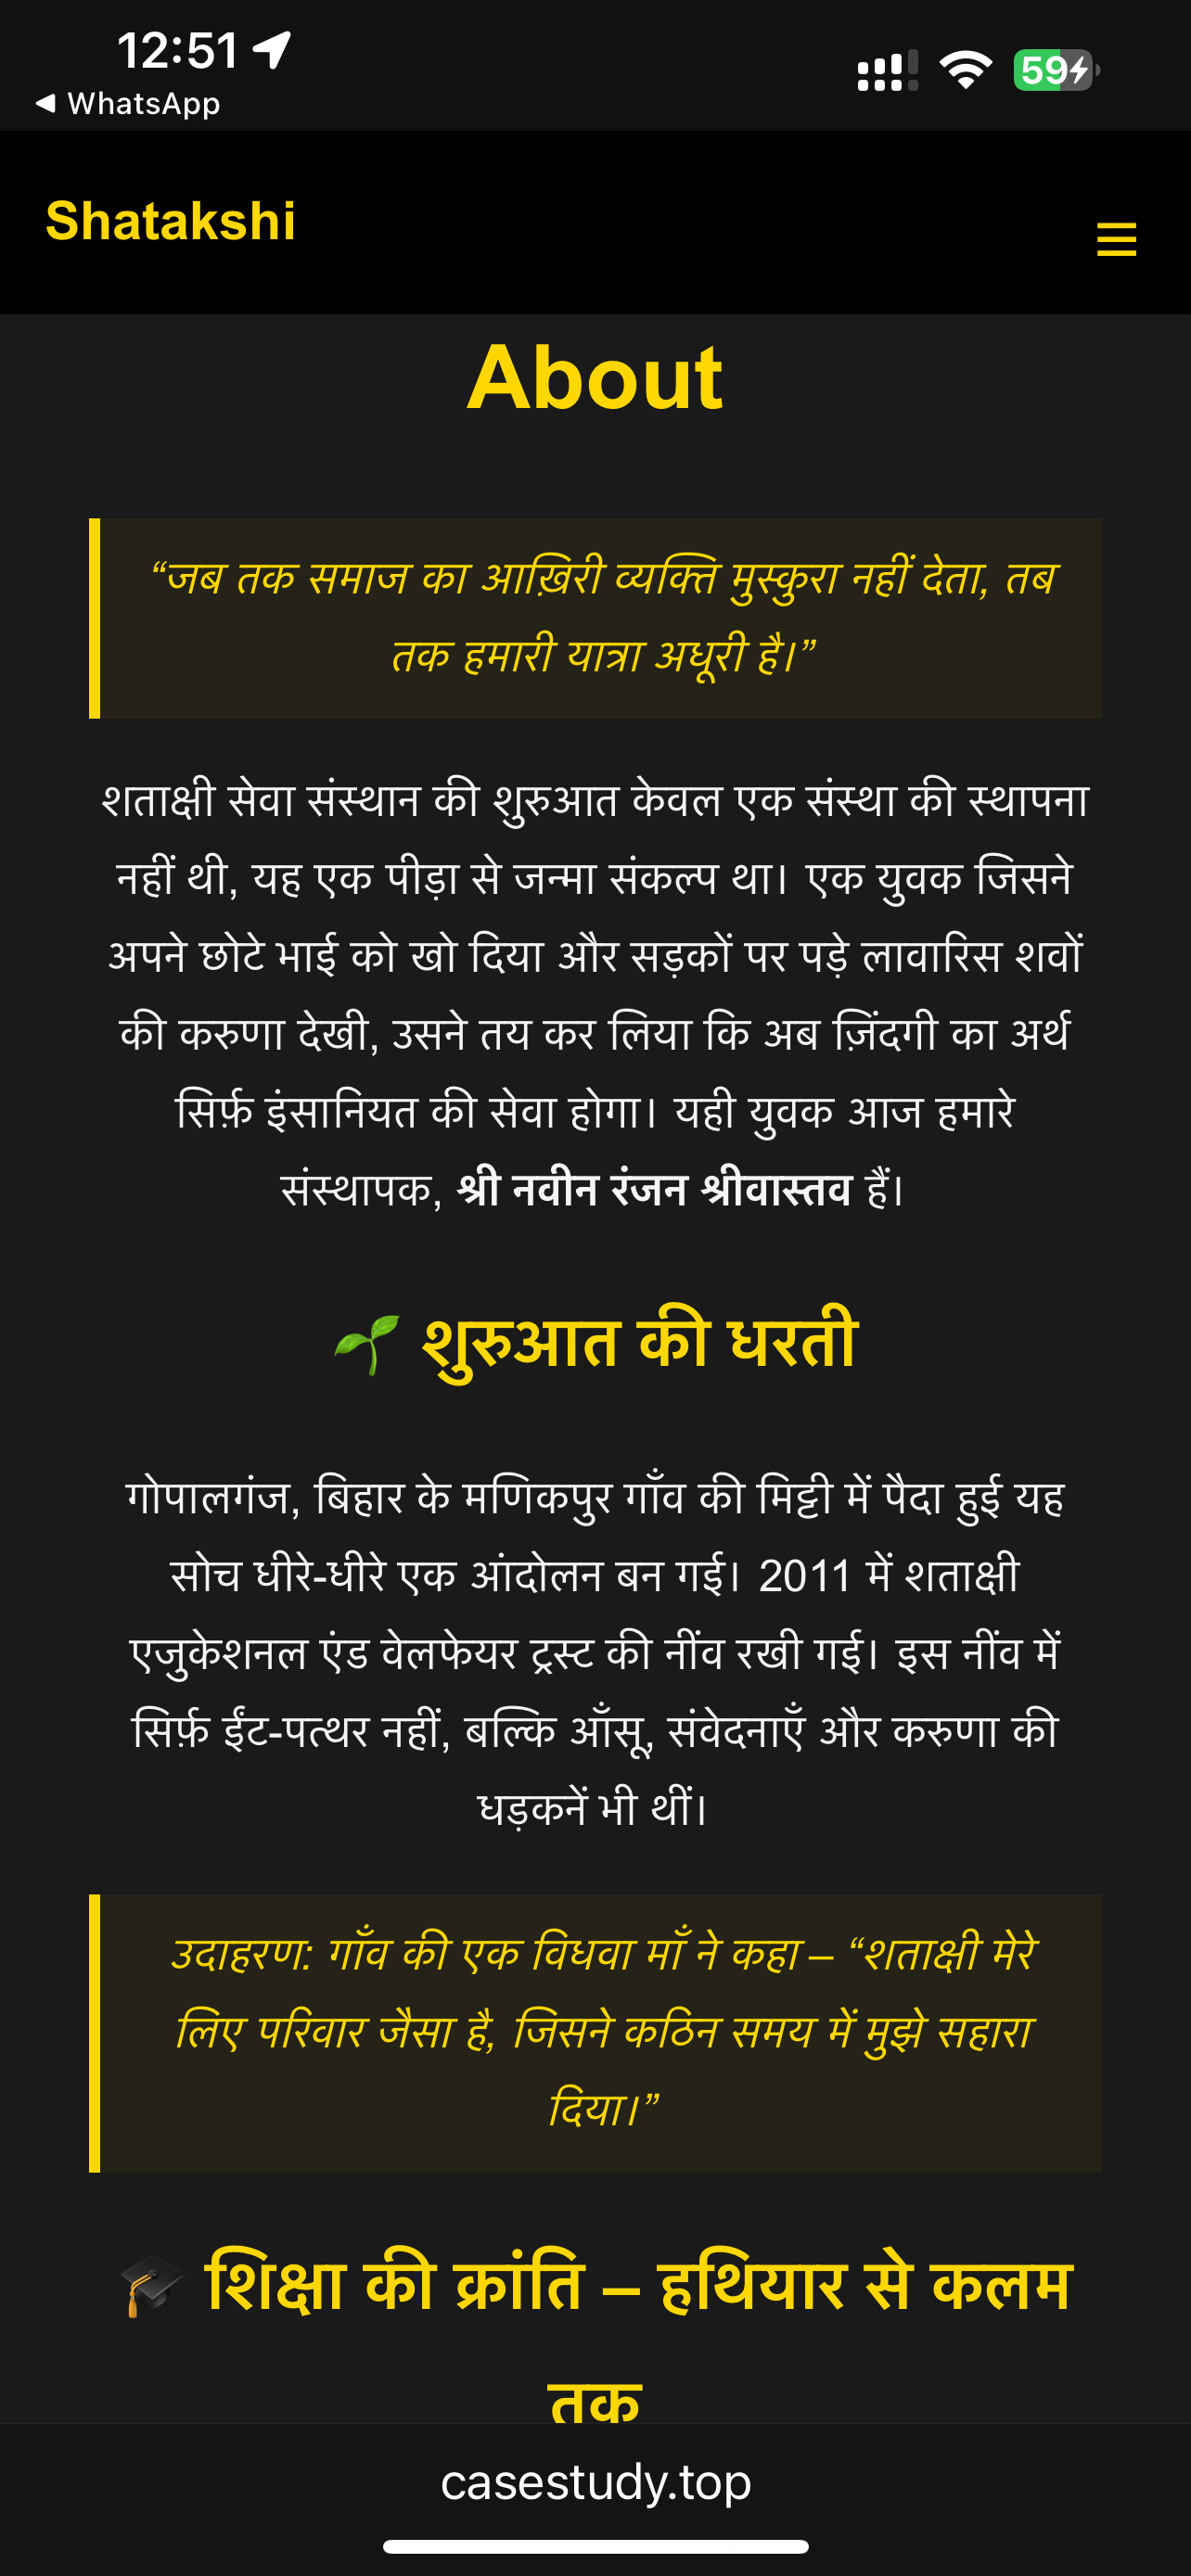 12:51
WhatsApp
59
Shatakshi
About
“जब तक समाज का आख़िरी व्यक्ति मुस्कुरा नहीं देता, तब
तक हमारी यात्रा अधूरी है।”
शताक्षी सेवा संस्थान की शुरुआत केवल एक संस्था की स्थापना
नहीं थी, यह एक पीड़ा से जन्मा संकल्प था। एक युवक जिसने
अपने छोटे भाई को खो दिया और सड़कों पर पड़े लावारिस शवों
की करुणा देखी, उसने तय कर लिया कि अब ज़िंदगी का अर्थ
सिर्फ़ इंसानियत की सेवा होगा। यही युवक आज हमारे
संस्थापक, श्री नवीन रंजन श्रीवास्तव हैं।
🌱 शुरुआत की धरती
गोपालगंज, बिहार के मणिकपुर गाँव की मिट्टी में पैदा हुई यह
सोच धीरे-धीरे एक आंदोलन बन गई। 2011 में शताक्षी
एजुकेशनल एंड वेलफेयर ट्रस्ट की नींव रखी गई। इस नींव में
सिर्फ़ ईंट-पत्थर नहीं, बल्कि आँसू, संवेदनाएँ और करुणा की
धड़कनें भी थीं।
उदाहरण: गाँव की एक विधवा माँ ने कहा – “शताक्षी मेरे
लिए परिवार जैसा है, जिसने कठिन समय में मुझे सहारा
दिया।”
🎓 शिक्षा की क्रांति – हथियार से कलम
तक
casestudy.top